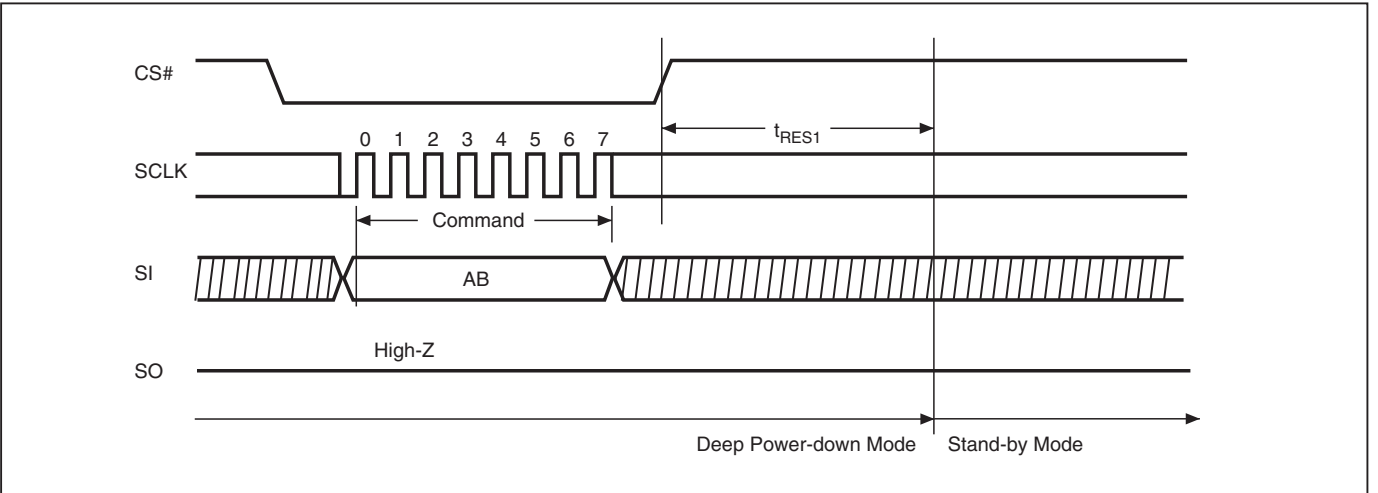 CS#
tRES1
0 1 2 3 4 5 6 7
SCLK
Command
SI
AB
High-Z
SO
Deep Power-down Mode Stand-by Mode